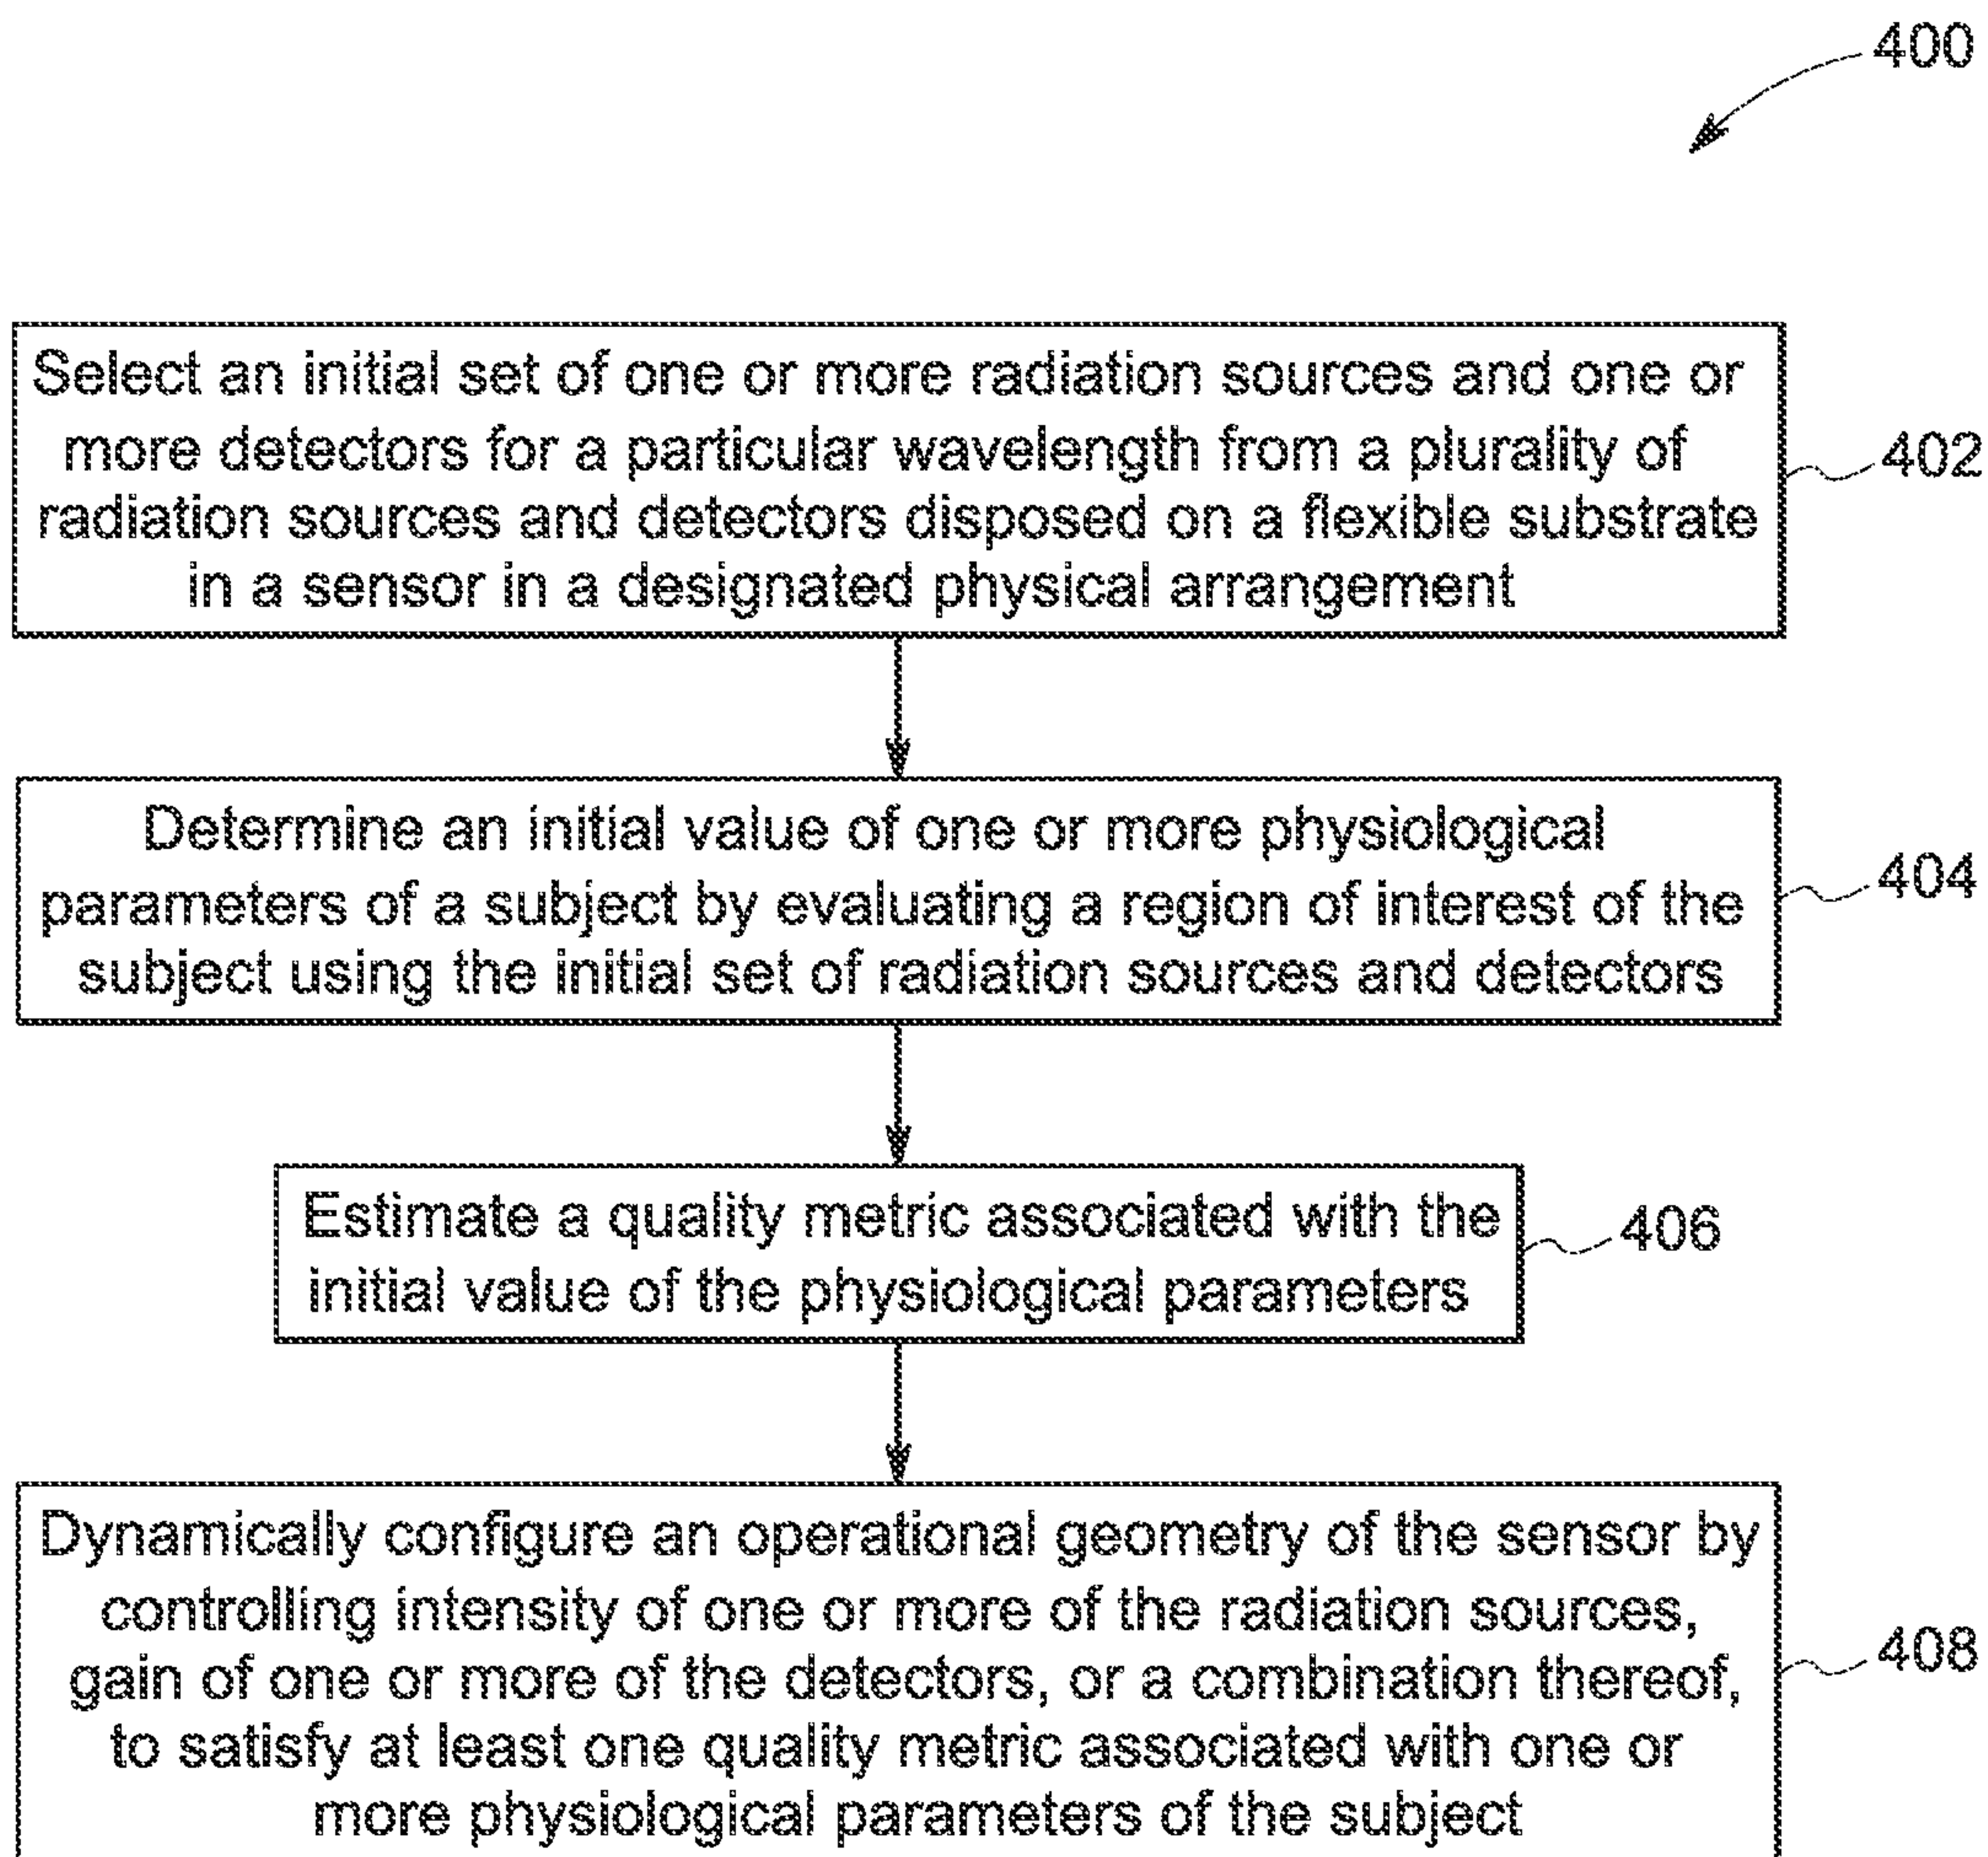 400
Select an initial set of one or more radiation sources and one or
more detectors for a particular wavelength from a plurality of
radiation sources and detectors disposed on a flexible substrate
in a sensor in a designated physical arrangement
402
Determine an initial value of one or more physiological
parameters of a subject by evaluating a region of interest of the
subject using the initial set of radiation sources and detectors
404
Estimate a quality metric associated with the
initial value of the physiological parameters
406
Dynamically configure an operational geometry of the sensor by
controlling intensity of one or more of the radiation sources,
gain of one or more of the detectors, or a combination thereof,
to satisfy at least one quality metric associated with one or
more physiological parameters of the subject
408